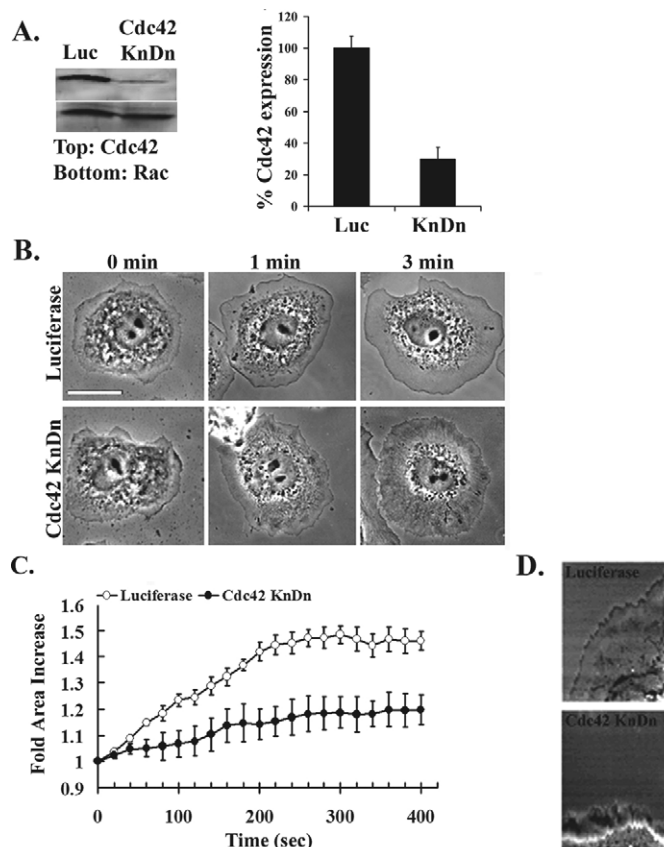 A.
Luc
Cdc42
KnDn
Top: Cdc42
Bottom: Rac
% Cdc42 expression
120
100
80
60
40
20
0
Luc
KnDn
B.
0 min
1 min
3 min
Luciferase
Cdc42 KnDn
C.
Luciferase
Cdc42 KnDn
Fold Area Increase
1.6
1.5
1.4
1.3
1.2
1.1
1
0.9
0
100
200
300
400
Time (sec)
D.
Luciferase
Cdc42 KnDn